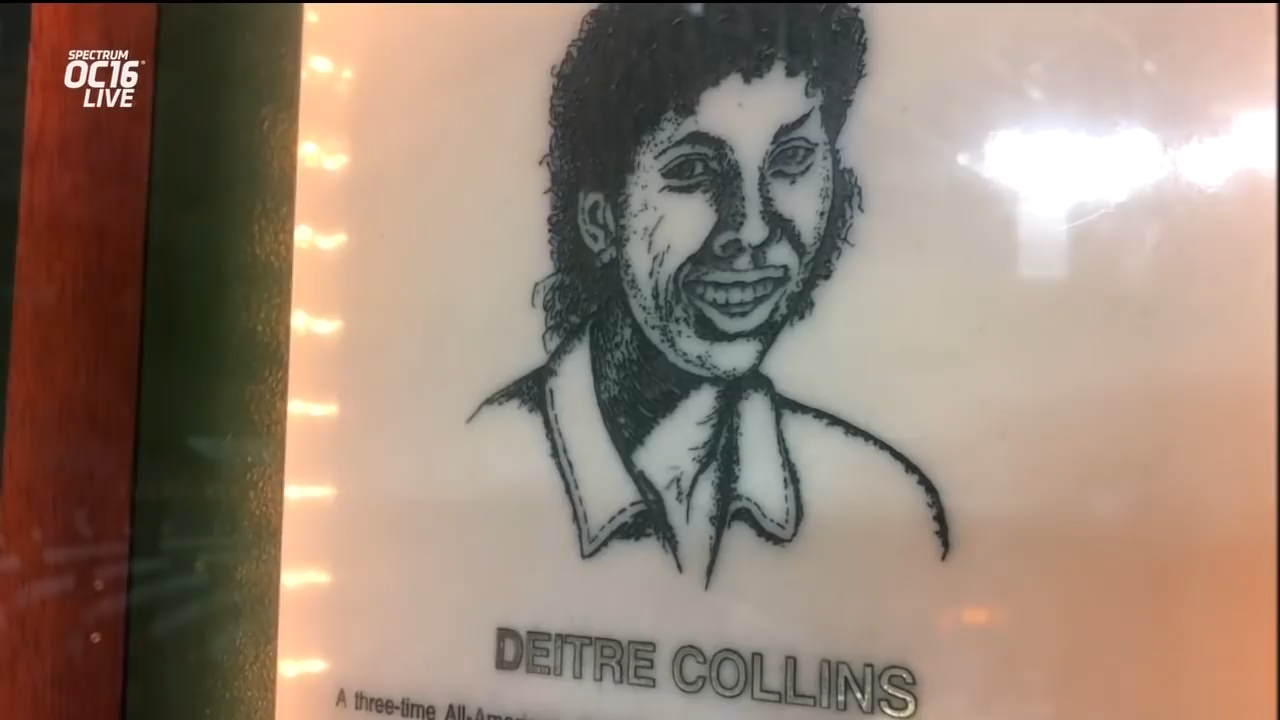 SPECTRUM
OC16
LIVE
DEITRE COLLINS
A three-time